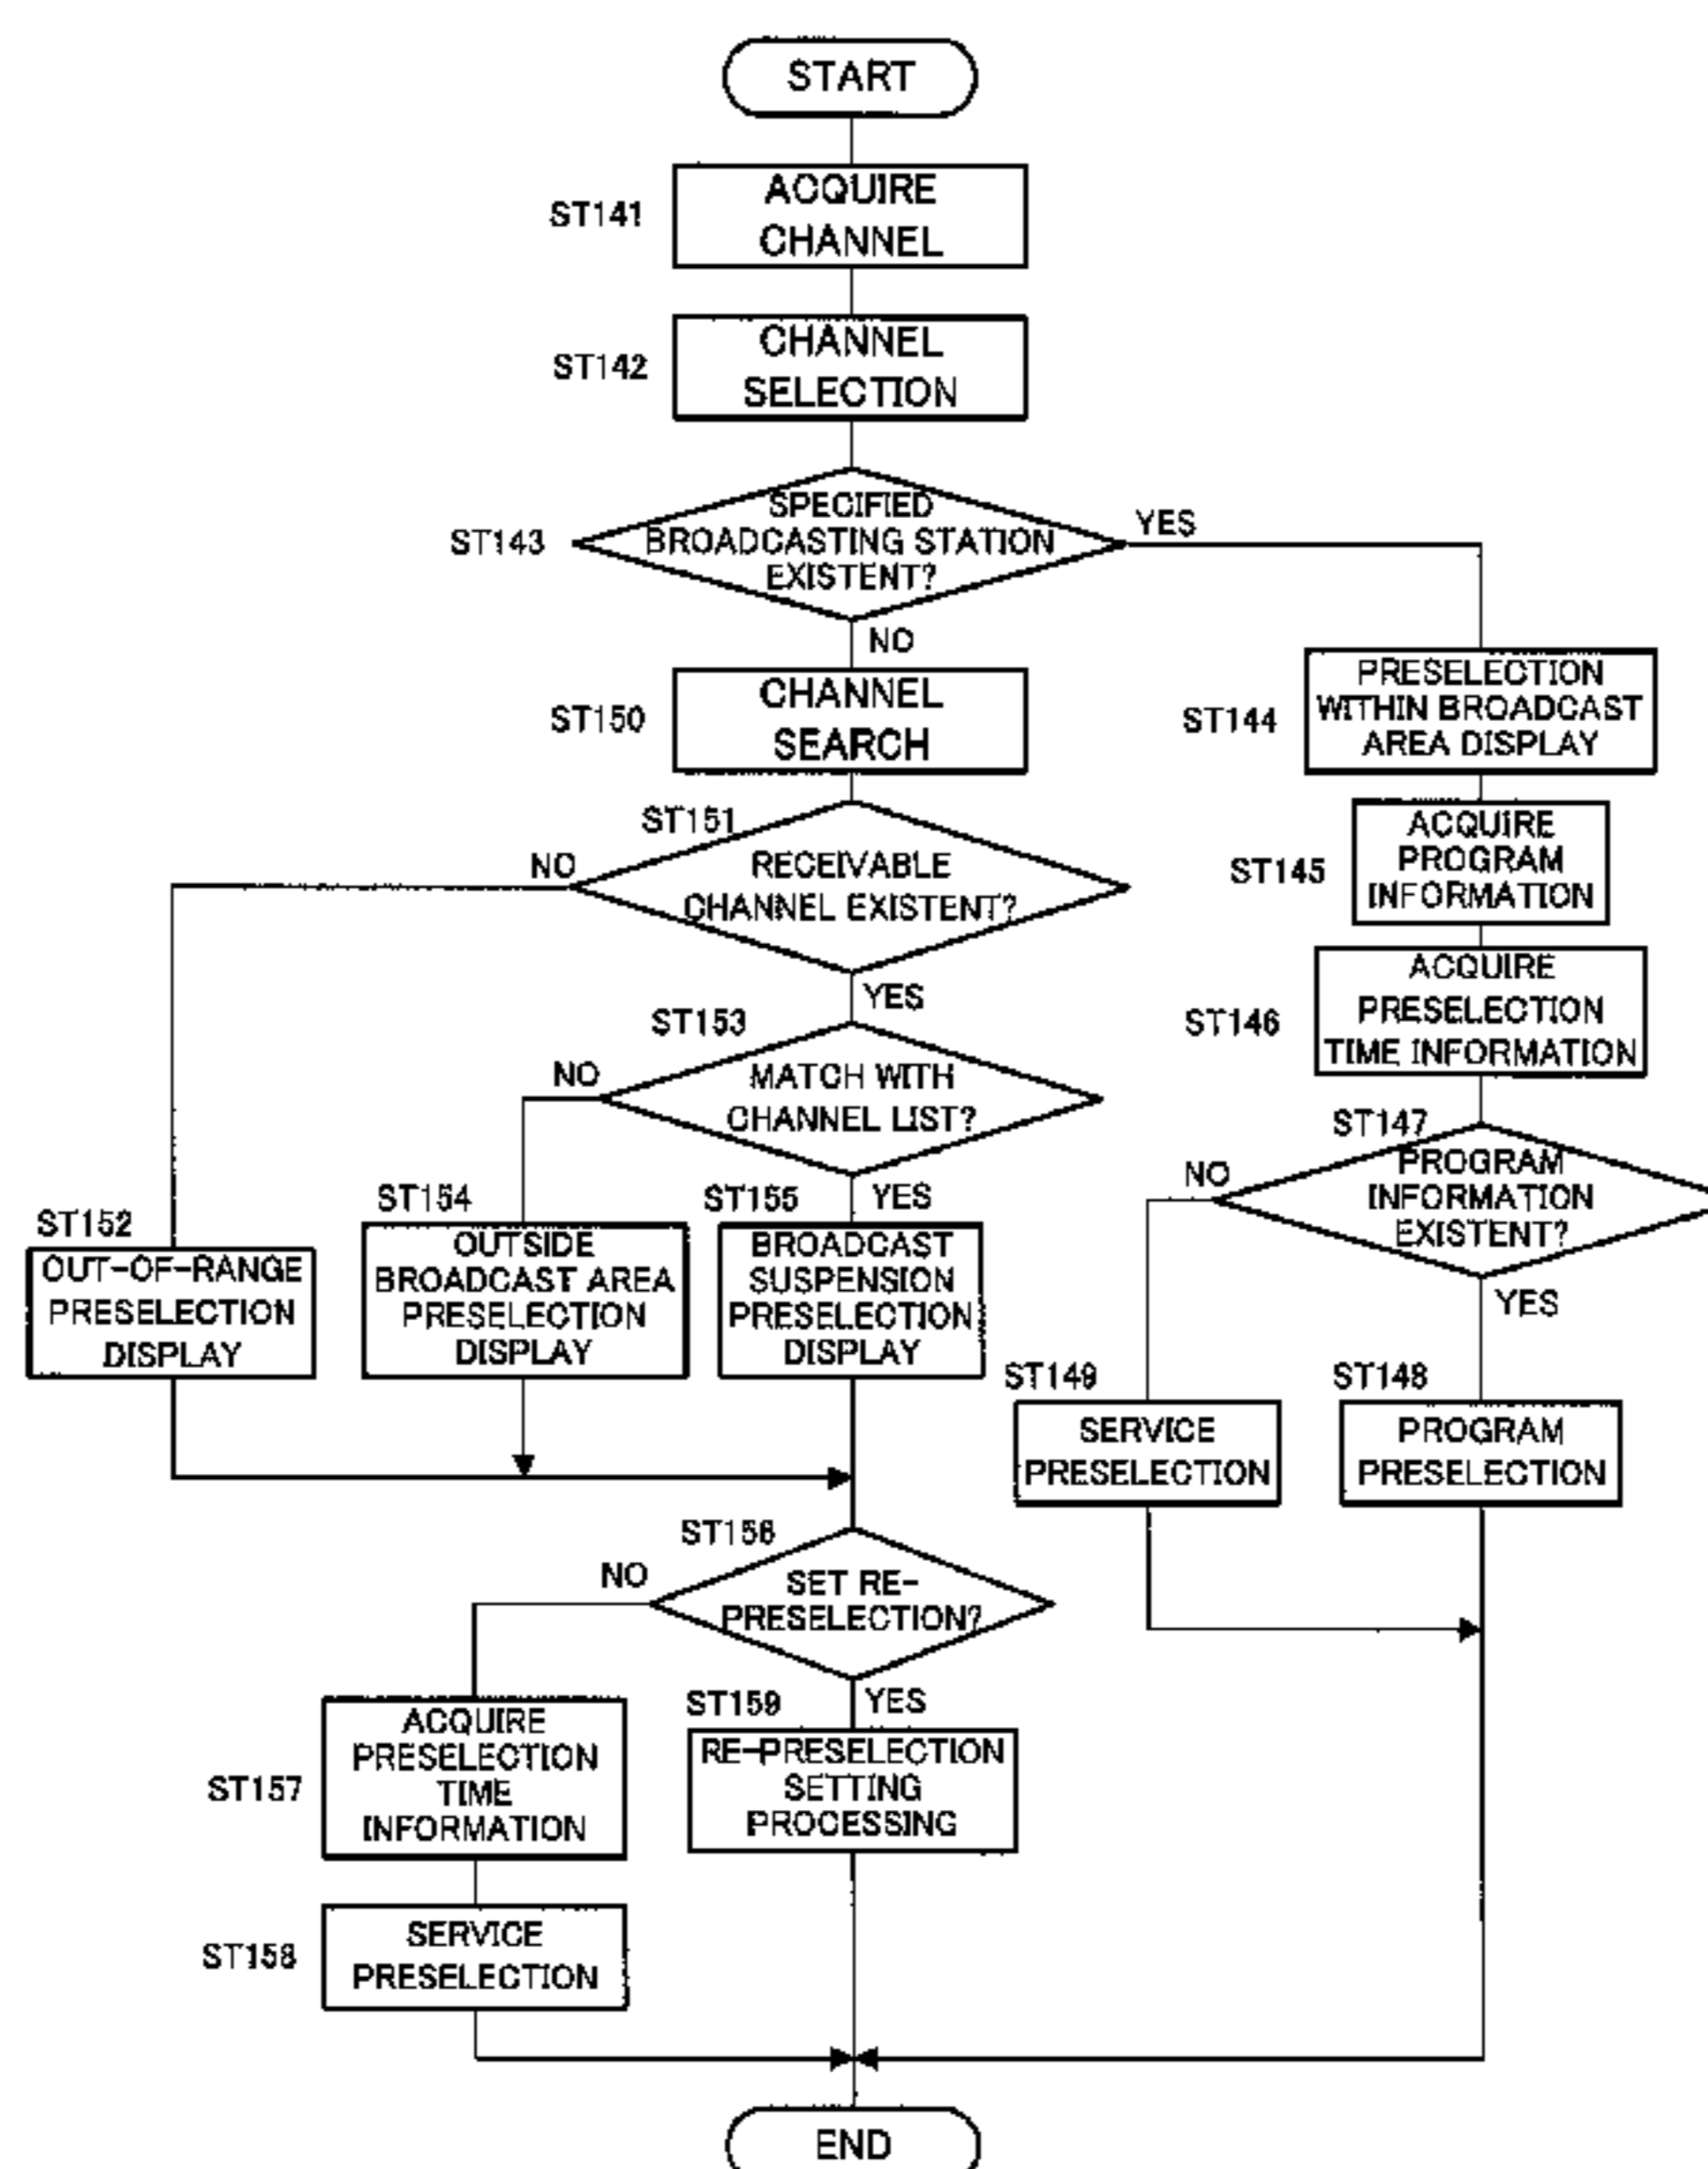 START
ST141
ACQUIRE
CHANNEL
ST142
CHANNEL
SELECTION
ST143
SPECIFIED
BROADCASTING STATION
EXISTENT?
YES
NO
ST150
CHANNEL
SEARCH
ST144
PRESELECTION
WITHIN BROADCAST
AREA DISPLAY
ST151
NO
RECEIVABLE
CHANNEL EXISTENT?
YES
ST145
ACQUIRE
PROGRAM
INFORMATION
ST146
ACQUIRE
PRESELECTION
TIME INFORMATION
ST153
NO
MATCH WITH
CHANNEL LIST?
YES
ST147
NO
PROGRAM
INFORMATION
EXISTENT?
YES
ST152
OUT-OF-RANGE
PRESELECTION
DISPLAY
ST154
OUTSIDE
BROADCAST AREA
PRESELECTION
DISPLAY
ST155
BROADCAST
SUSPENSION
PRESELECTION
DISPLAY
ST149
SERVICE
PRESELECTION
ST148
PROGRAM
PRESELECTION
ST156
NO
SET RE-
PRESELECTION?
YES
ST157
ACQUIRE
PRESELECTION
TIME
INFORMATION
ST159
RE-PRESELECTION
SETTING
PROCESSING
ST158
SERVICE
PRESELECTION
END